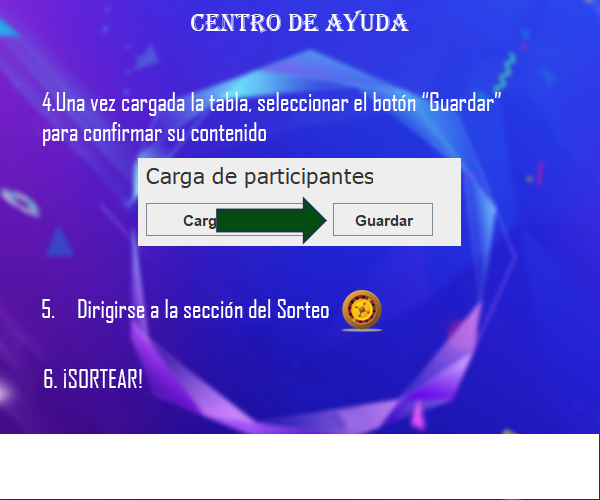 CENTRO DE AYUDA
4.Una vez cargada la tabla, seleccionar el botón “Guardar”
para confirmar su contenido
Carga de participantes
Carg Guardar
5. Dirigirse a la sección del Sorteo
6. ¡SORTEAR!